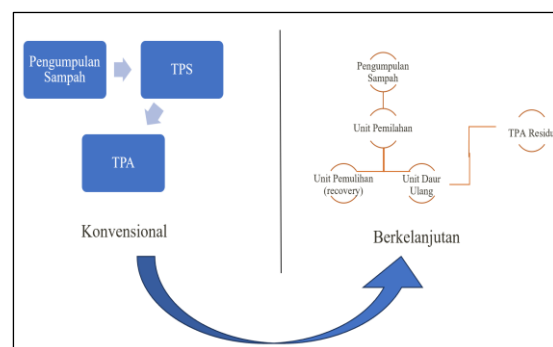 Pengumpulan
Sampah
TPS
TPA
Konvensional
Pengumpulan
Sampah
Unit Pemilahan
Unit Pemulihan
(recovery)
Unit Daur
Ulang
TPA Residu
Berkelanjutan